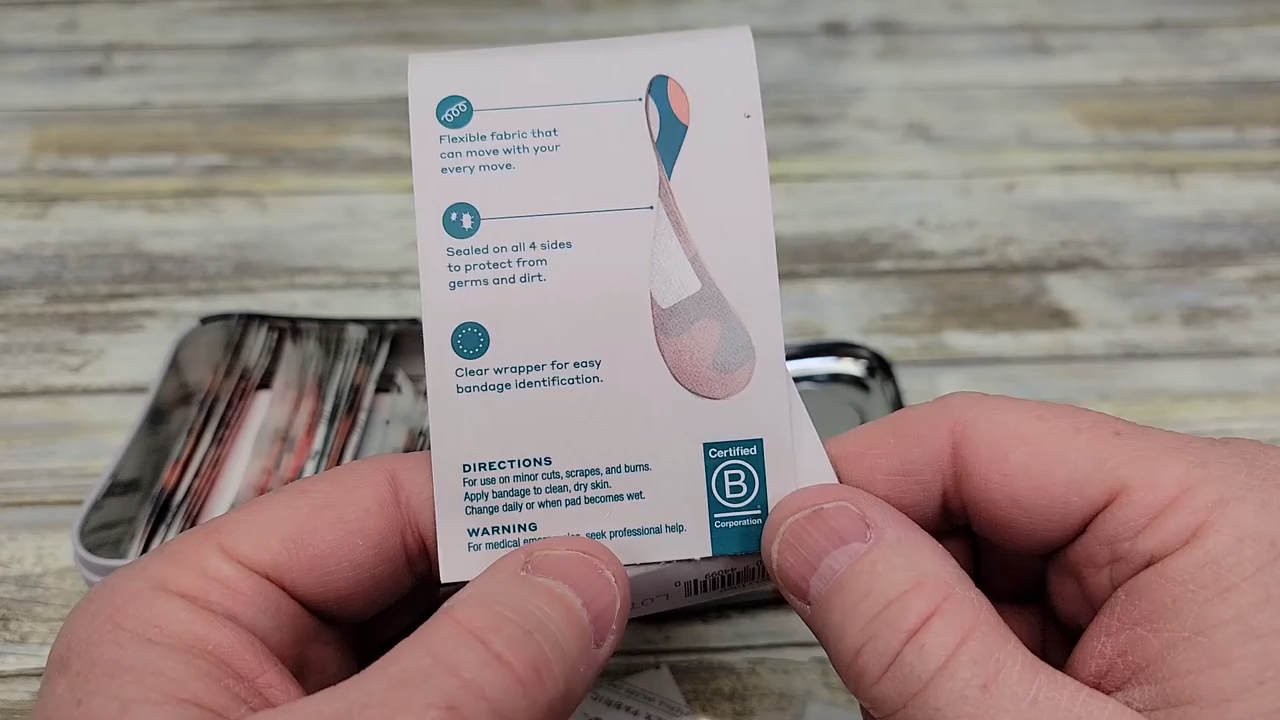 Flexible fabric that
can move with your
every move.
Sealed on all 4 sides
to protect from
germs and dirt.
Clear wrapper for easy
bandage identification.
DIRECTIONS
For use on minor cuts, scrapes, and burns.
Apply bandage to clean, dry skin.
Change daily or when pad becomes wet.
WARNING
For medical seek professional help.
Certified
B
Corporation